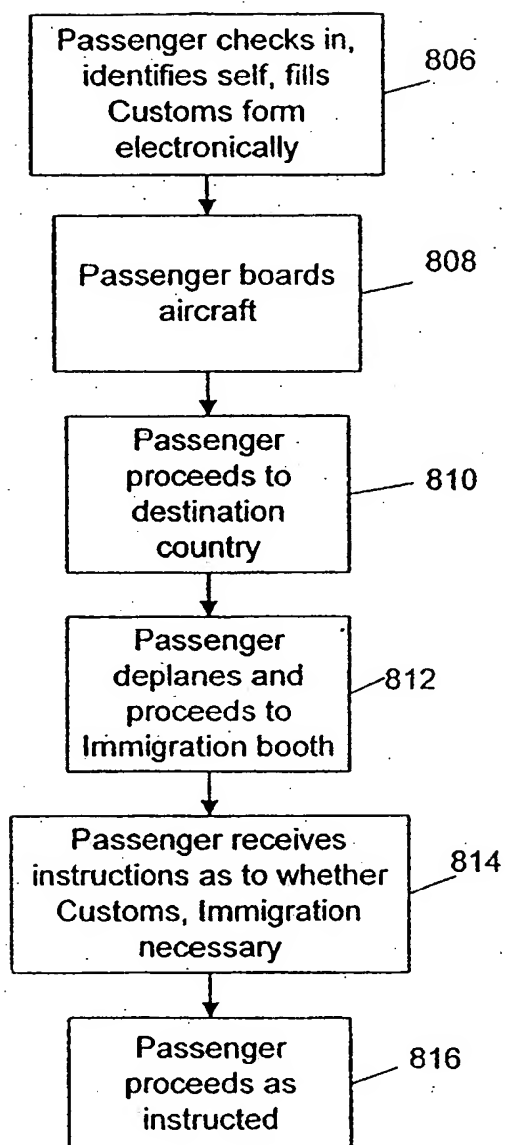 Passenger checks in,
identifies self, fills
Customs form
electronically
806
Passenger boards
aircraft
808
Passenger
proceeds to
destination
country
810
Passenger
deplanes and
proceeds to
Immigration booth
812
Passenger receives
instructions as to whether
Customs, Immigration
necessary
814
Passenger
proceeds as
instructed
816